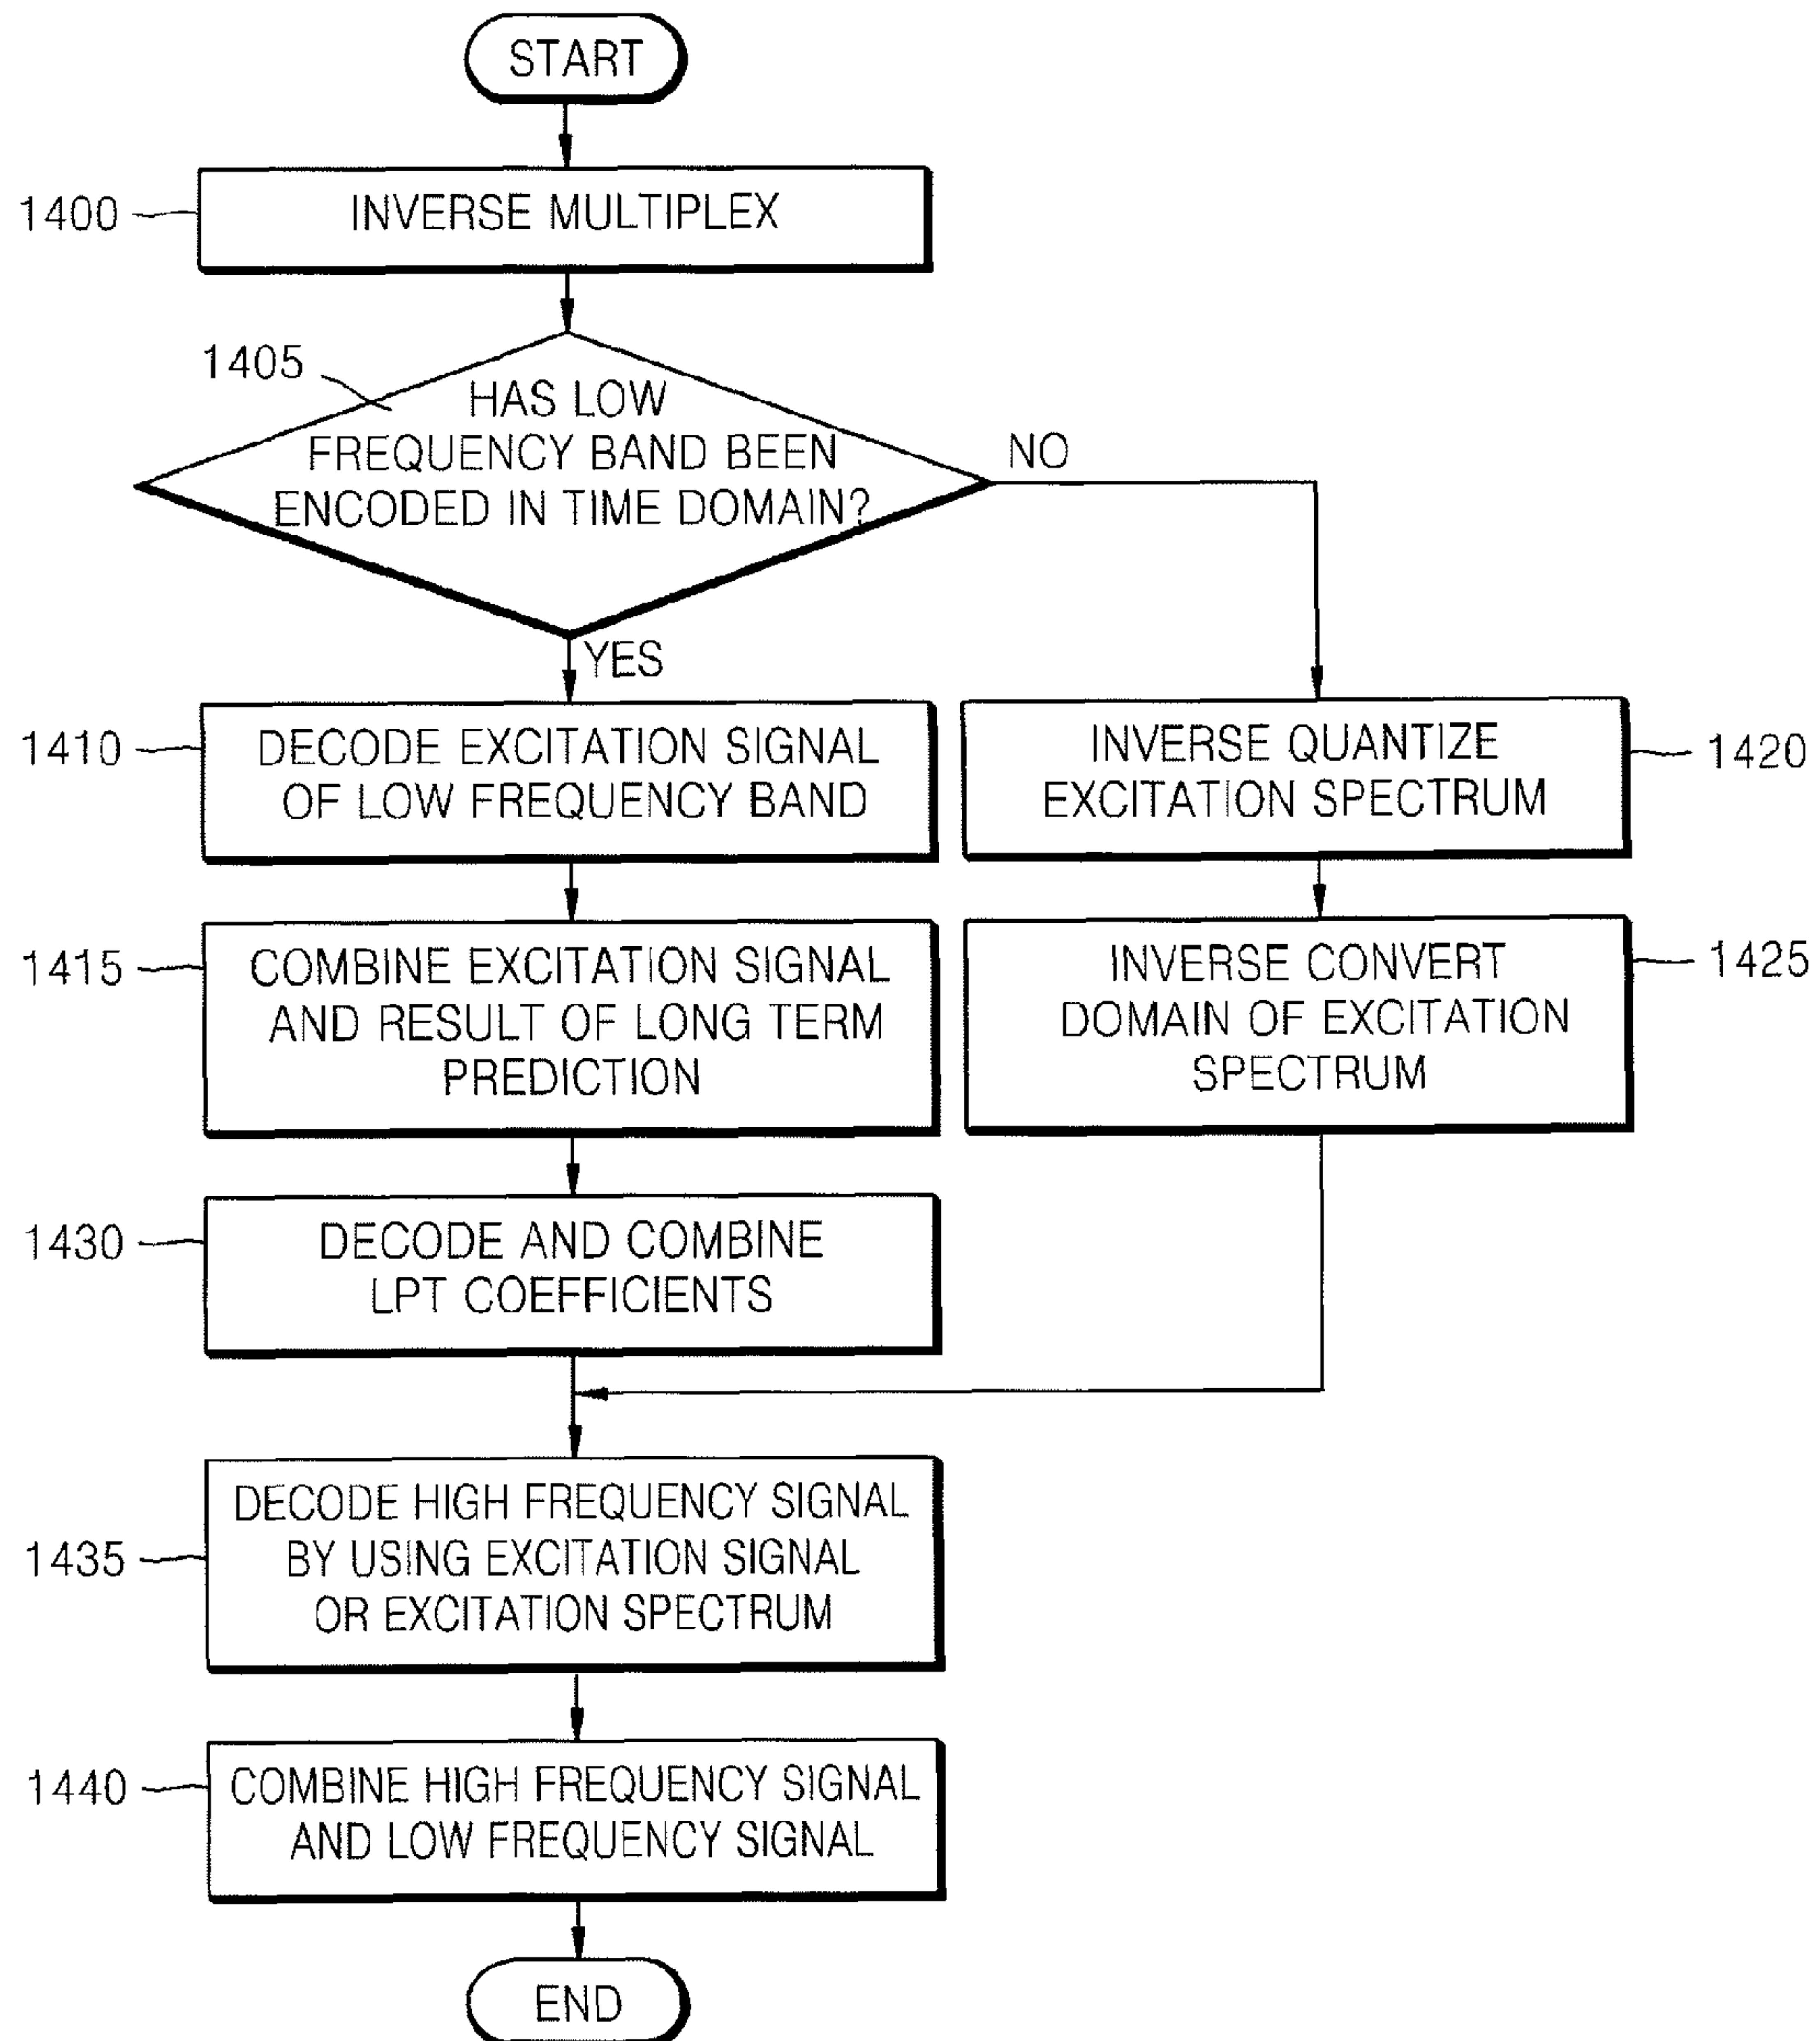 START
1400
INVERSE MULTIPLEX
1405
HAS LOW
FREQUENCY BAND BEEN
ENCODED IN TIME DOMAIN?
NO
YES
1410
DECODE EXCITATION SIGNAL
OF LOW FREQUENCY BAND
INVERSE QUANTIZE
EXCITATION SPECTRUM
1420
1415
COMBINE EXCITATION SIGNAL
AND RESULT OF LONG TERM
PREDICTION
INVERSE CONVERT
DOMAIN OF EXCITATION
SPECTRUM
1425
1430
DECODE AND COMBINE
LPT COEFFICIENTS
1435
DECODE HIGH FREQUENCY SIGNAL
BY USING EXCITATION SIGNAL
OR EXCITATION SPECTRUM
1440
COMBINE HIGH FREQUENCY SIGNAL
AND LOW FREQUENCY SIGNAL
END